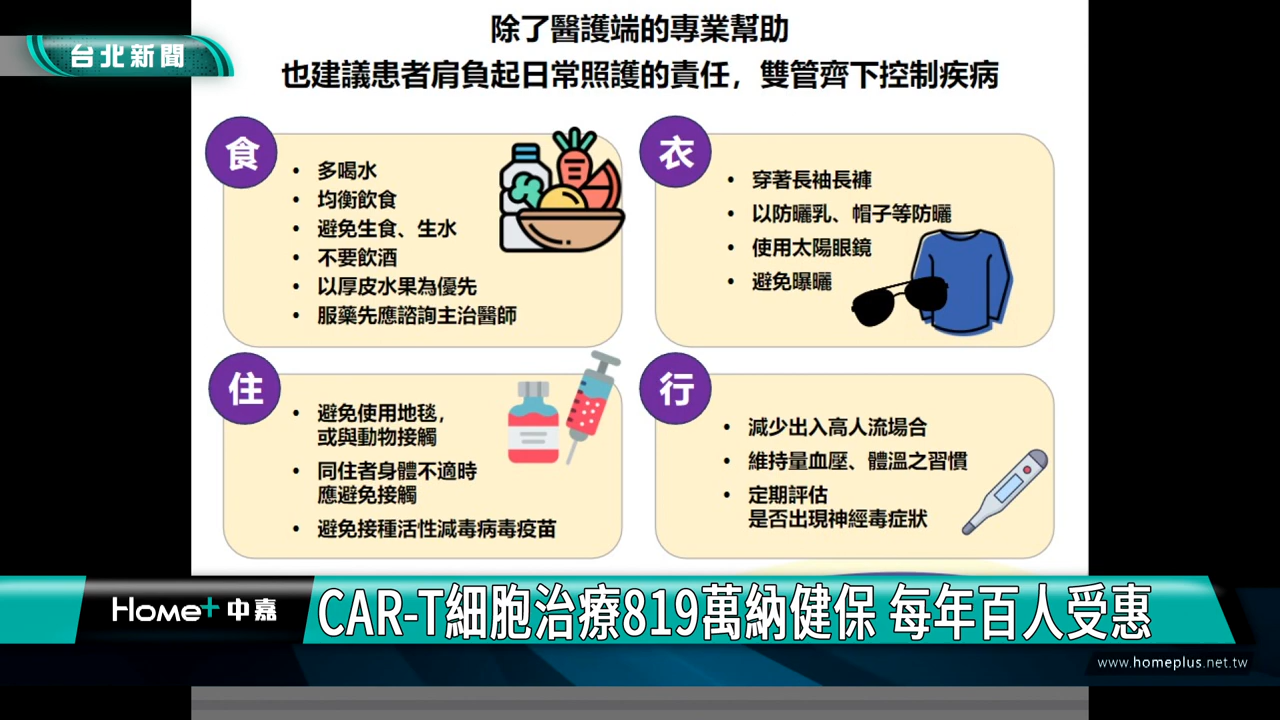 台北新聞
除了醫護端的專業幫助
也建議患者肩負起日常照護的責任，雙管齊下控制疾病
食
• 多喝水
• 均衡飲食
• 避免生食、生水
• 不要飲酒
• 以厚皮水果為優先
• 服藥先應諮詢主治醫師
衣
• 穿著長袖長褲
• 以防曬乳、帽子等防曬
• 使用太陽眼鏡
• 避免曝曬
住
• 避免使用地毯，
或與動物接觸
• 同住者身體不適時
應避免接觸
• 避免接種活性減毒病毒疫苗
行
• 減少出入高人流場合
• 維持量血壓、體溫之習慣
• 定期評估
是否出現神經毒症狀
Home+中嘉
CAR-T細胞治療819萬納健保 每年百人受惠
www.homeplus.net.tw